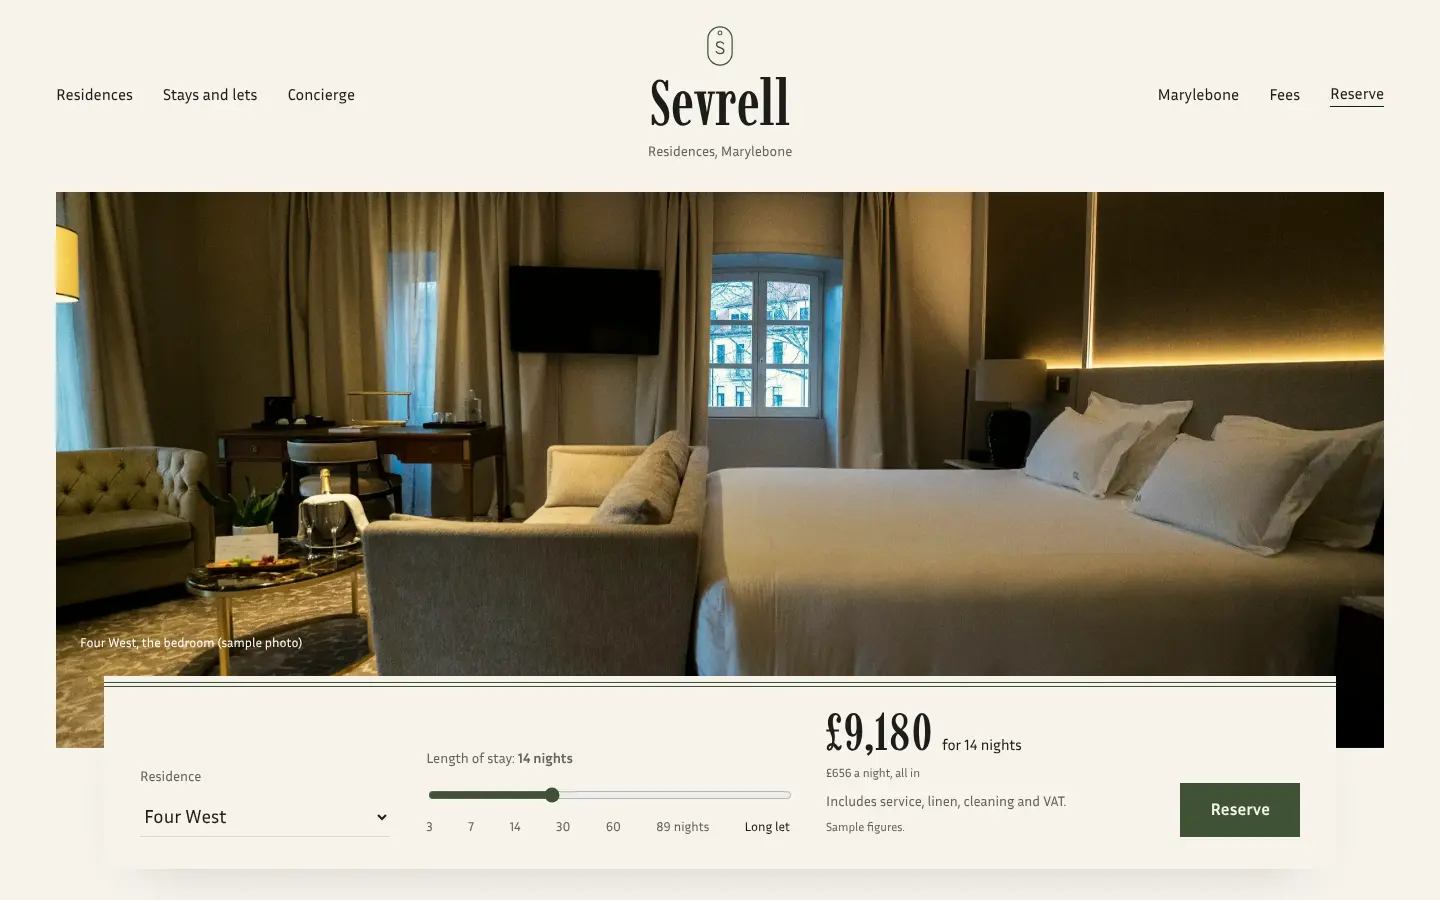 S
Sevrell
Residences, Marylebone
Residences Stays and lets Concierge
Marylebone Fees Reserve
Four West, the bedroom (sample photo)
Residence
Four West
Length of stay: 14 nights
3 7 14 30 60 89 nights Long let
£9,180 for 14 nights
£656 a night, all in
Includes service, linen, cleaning and VAT.
Sample figures.
Reserve